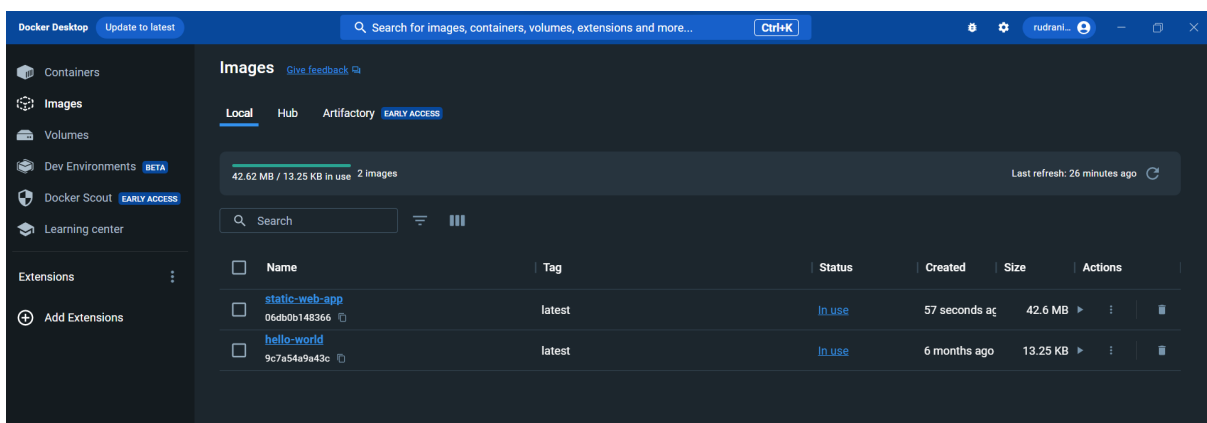 Docker Desktop Update to latest Search for images, containers, volumes, extensions and more... Ctrl+K rudrani...
Containers
Images
Volumes
Dev Environments BETA
Docker Scout EARLY ACCESS
Learning center
Extensions
Add Extensions
Images Give feedback
Local Hub Artifactory EARLY ACCESS
42.62 MB / 13.25 KB in use 2 images Last refresh: 26 minutes ago
Search
Name Tag Status Created Size Actions
static-web-app
06db0b148366 latest In use 57 seconds ag 42.6 MB
hello-world
9c7a54a9a43c latest In use 6 months ago 13.25 KB